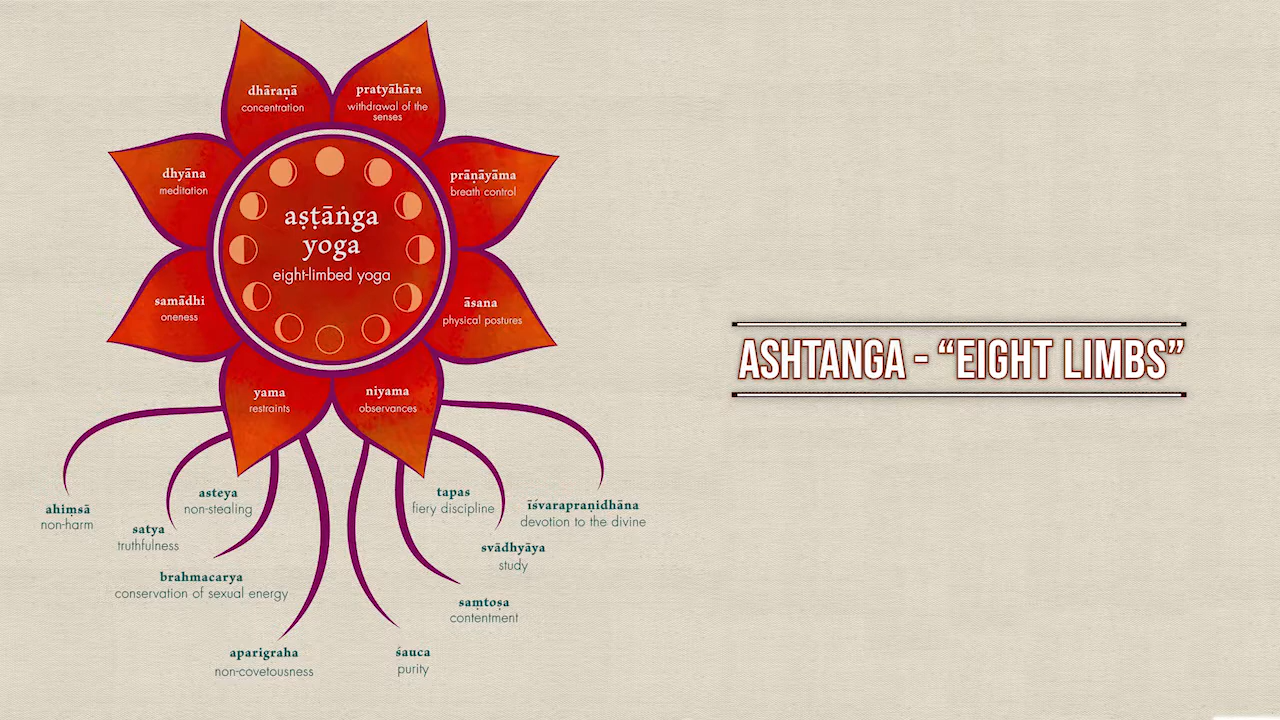 dhāraṇā
concentration
pratyāhāra
withdrawal of the
senses
dhyāna
meditation
prāṇāyāma
breath control
aṣṭāṅga
yoga
eight-limbed yoga
samādhi
oneness
āsana
physical postures
yama
restraints
niyama
observances
ahiṃsā
non-harm
satya
truthfulness
asteya
non-stealing
brahmacarya
conservation of sexual energy
aparigraha
non-covetousness
śauca
purity
saṃtoṣa
contentment
tapas
fiery discipline
svādhyāya
study
īśvarapraṇidhāna
devotion to the divine
ASHTANGA - “EIGHT LIMBS”